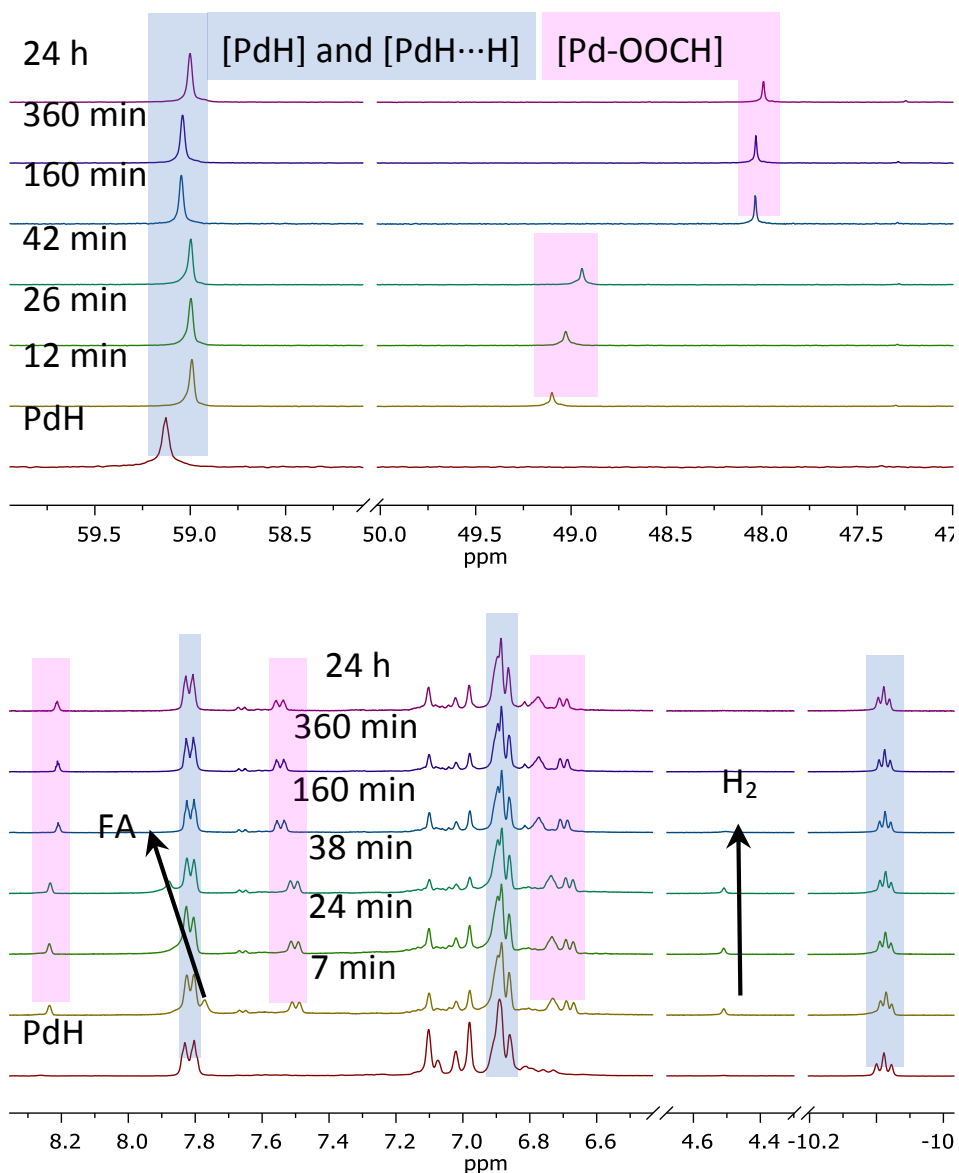 24 h [PdH] and [PdH···H] [Pd-OOCH]
360 min
160 min
42 min
26 min
12 min
PdH
59.5 59.0 58.5 50.0 49.5 49.0 48.5 48.0 47.5 47
ppm
24 h
360 min
H₂
160 min
FA
38 min
24 min
7 min
PdH
8.2 8.0 7.8 7.6 7.4 7.2 7.0 6.8 6.6 4.6 4.4 -10.2 -10
ppm